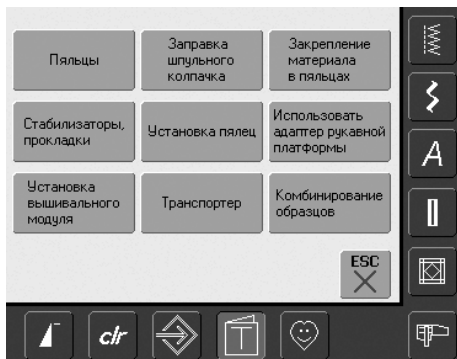 Пяльцы
Заправка
шпульного
колпачка
Закрепление
материала
в пяльцах
Стабилизаторы,
прокладки
Установка пялец
Использовать
адаптер рукавной
платформы
Установка
вышивального
модуля
Транспортер
Комбинирование
образцов
ESC
A
clr
T